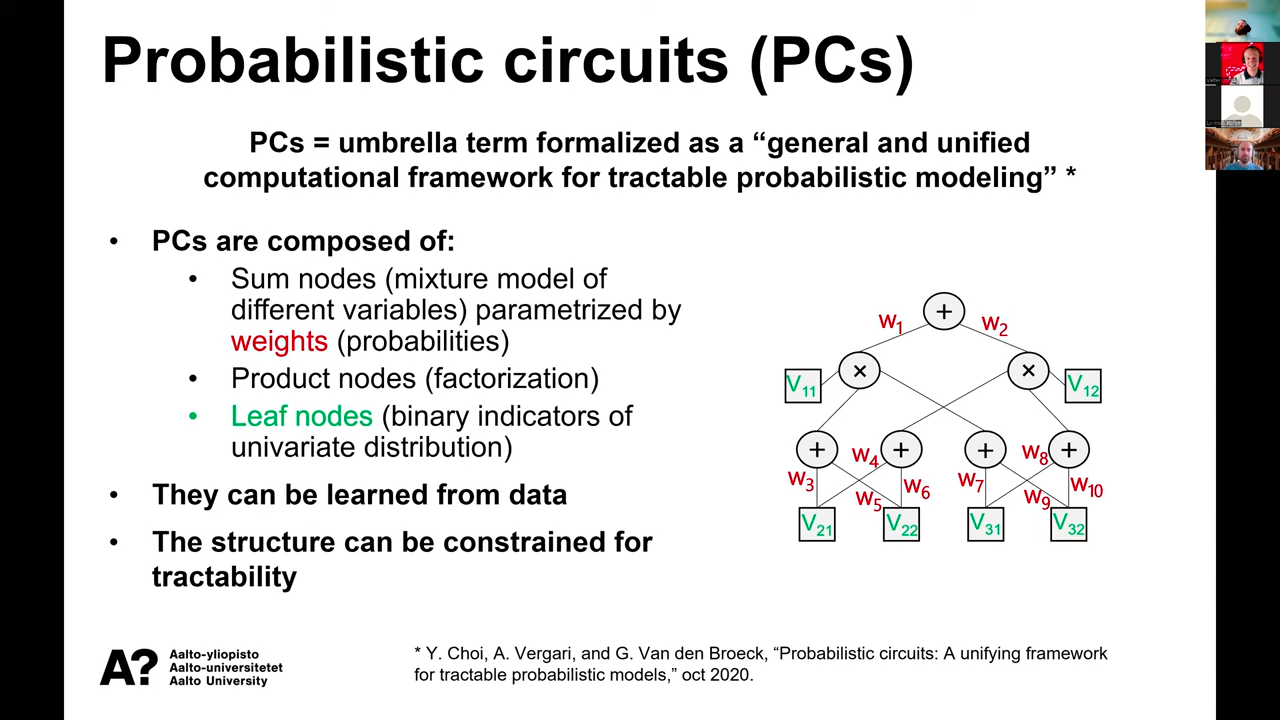 Probabilistic circuits (PCs)
PCs = umbrella term formalized as a “general and unified
computational framework for tractable probabilistic modeling” *
• PCs are composed of:
• Sum nodes (mixture model of
different variables) parametrized by
weights (probabilities)
• Product nodes (factorization)
• Leaf nodes (binary indicators of
univariate distribution)
• They can be learned from data
• The structure can be constrained for
tractability
+
w1 w2
V11 × × V12
+ w4 + + w8 +
w3 w5 w6 w7 w9 w10
V21 V22 V31 V32
A?
Aalto-yliopisto
Aalto-universitetet
Aalto University
* Y. Choi, A. Vergari, and G. Van den Broeck, “Probabilistic circuits: A unifying framework
for tractable probabilistic models,” oct 2020.